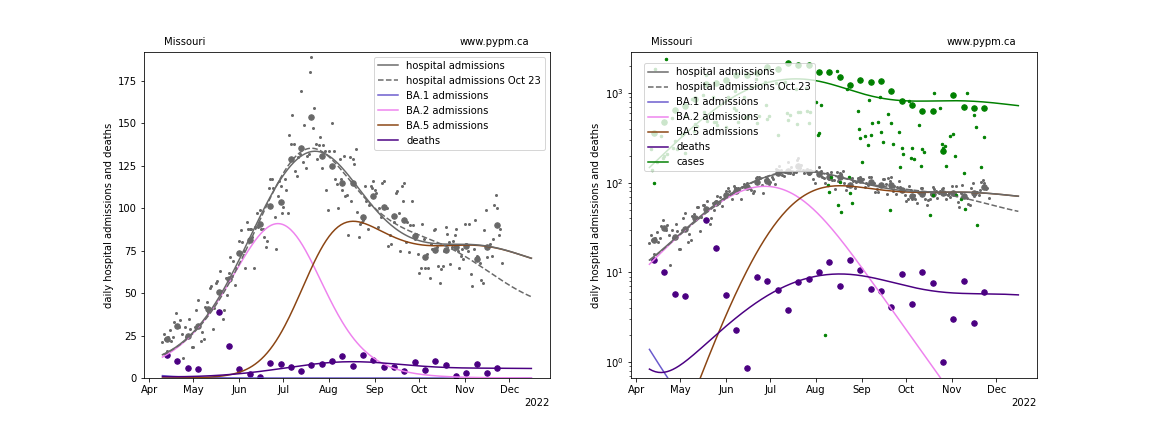 Missouri www.pypm.ca
daily hospital admissions and deaths
175
150
125
100
75
50
25
0
hospital admissions
hospital admissions Oct 23
BA.1 admissions
BA.2 admissions
BA.5 admissions
deaths
Apr May Jun Jul Aug Sep Oct Nov Dec
2022
Missouri www.pypm.ca
daily hospital admissions and deaths
10³
10²
10¹
10⁰
hospital admissions
hospital admissions Oct 23
BA.1 admissions
BA.2 admissions
BA.5 admissions
deaths
cases
Apr May Jun Jul Aug Sep Oct Nov Dec
2022